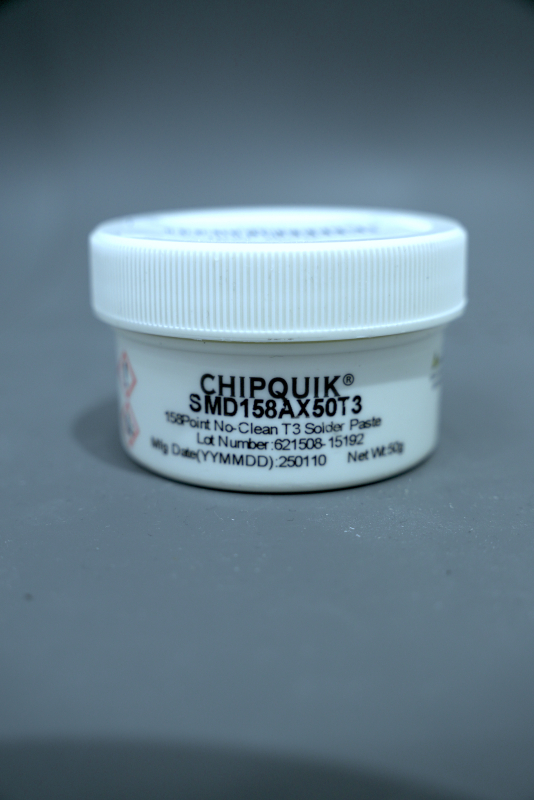 CHIPQUIK®
SMD158AX50T3
158Point No-Clean T3 Solder Paste
Lot Number:621508-15192
Mfg Date(YYMMDD):250110 Net Wt:50g